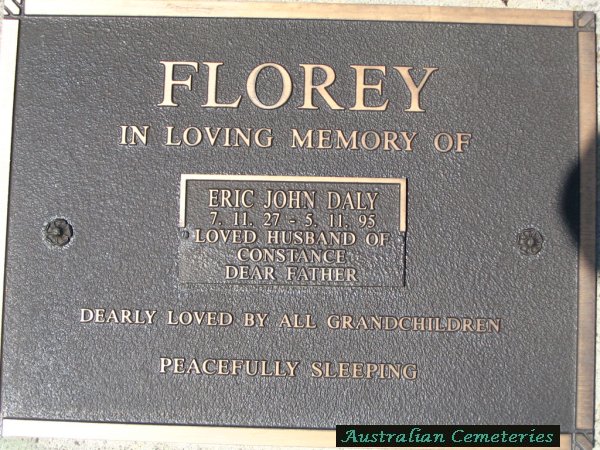 FLOREY
IN LOVING MEMORY OF
ERIC JOHN DALY
7. 11. 27 - 5. 11. 95
LOVED HUSBAND OF
CONSTANCE
DEAR FATHER
DEARLY LOVED BY ALL GRANDCHILDREN
PEACEFULLY SLEEPING
Australian Cemeteries